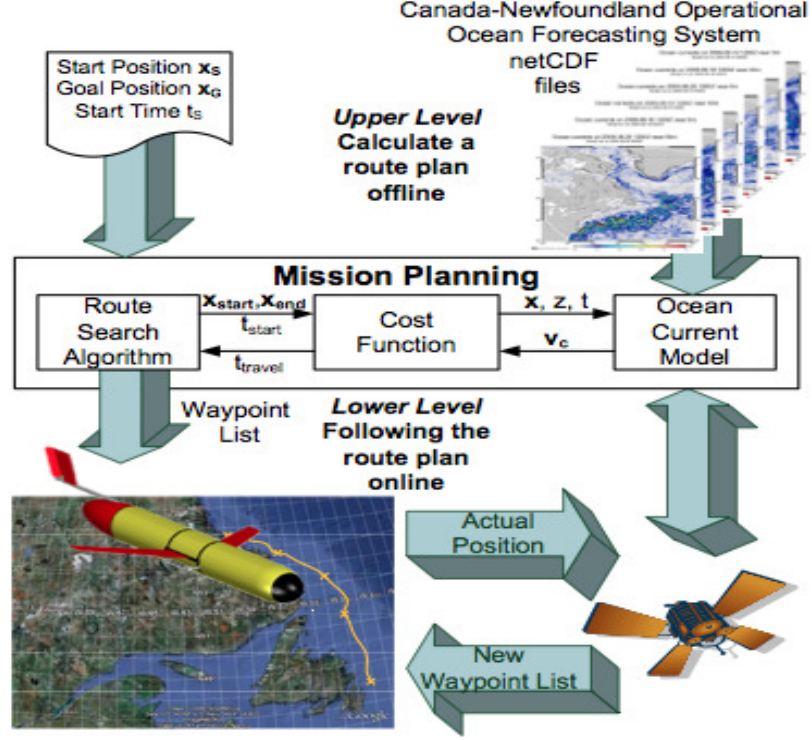 Canada-Newfoundland Operational
Ocean Forecasting System
netCDF
files
Start Position xS
Goal Position xG
Start Time tS
Upper Level
Calculate a
route plan
offline
Mission Planning
Route
Search
Algorithm
xstart,xend
tstart
ttravel
Cost
Function
x, z, t
vc
Ocean
Current
Model
Waypoint
List
Lower Level
Following the
route plan
online
Actual
Position
New
Waypoint List
Google